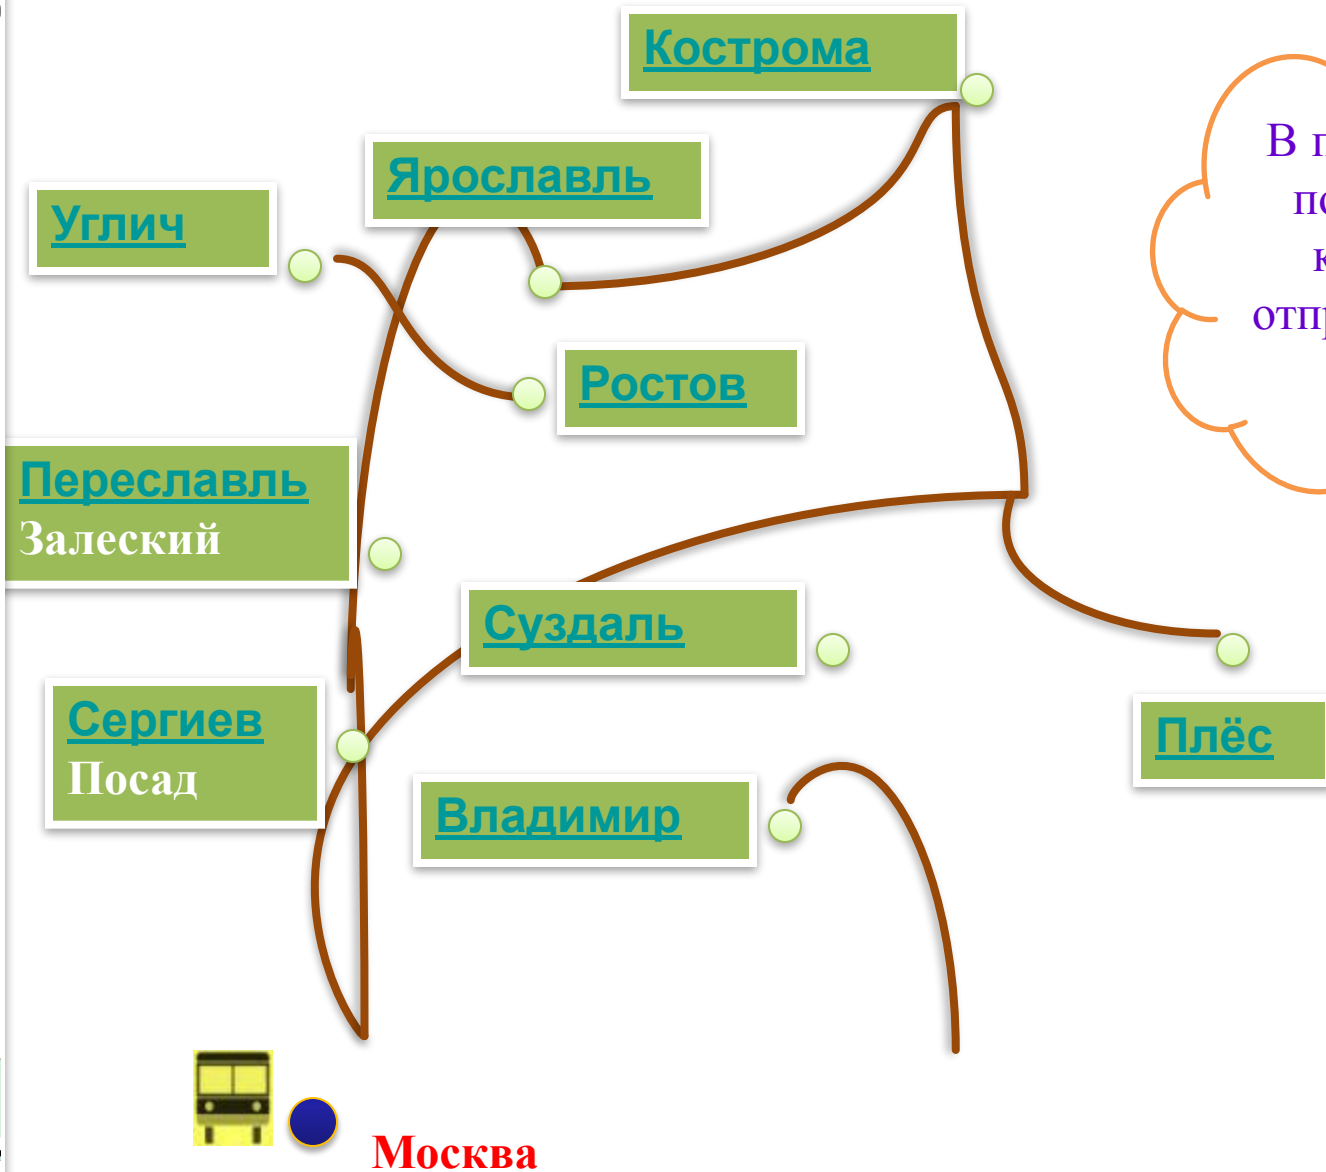 Кострома
Ярославль
Углич
Ростов
Переславль
Залеский
Суздаль
Сергиев
Посад
Плёс
Владимир
Москва
В